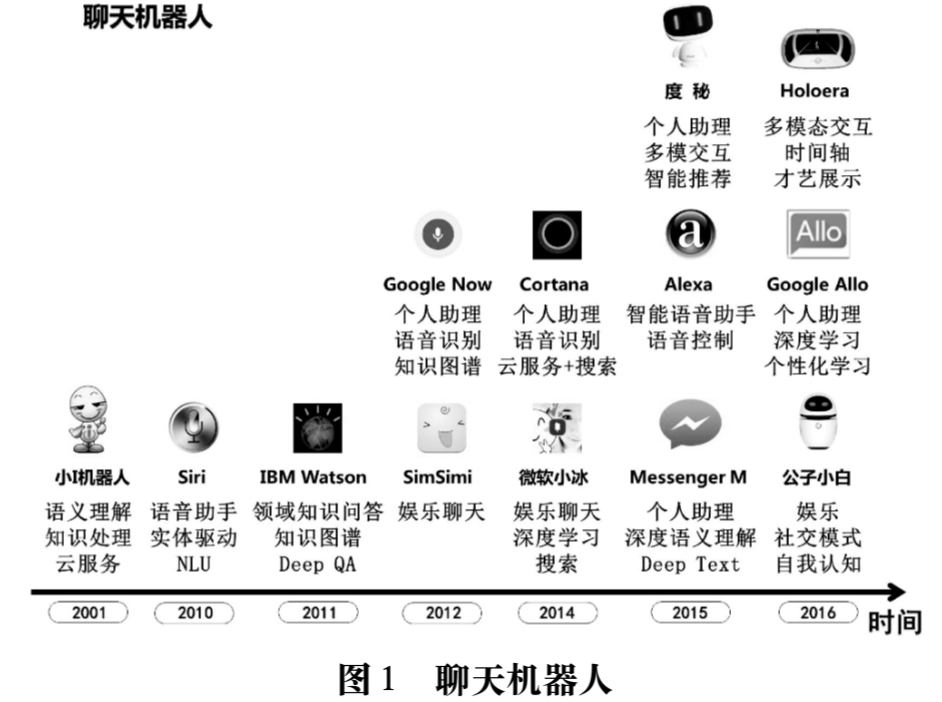 聊天机器人
度 秘
个人助理
多模交互
智能推荐
Holoera
多模态交互
时间轴
才艺展示
Google Now
个人助理
语音识别
知识图谱
Cortana
个人助理
语音识别
云服务+搜索
a
Alexa
智能语音助手
语音控制
Allo
Google Allo
个人助理
深度学习
个性化学习
小I机器人
语义理解
知识处理
云服务
Siri
语音助手
实体驱动
NLU
IBM Watson
领域知识问答
知识图谱
Deep QA
SimSimi
娱乐聊天
微软小冰
娱乐聊天
深度学习
搜索
Messenger M
个人助理
深度语义理解
Deep Text
公子小白
娱乐
社交模式
自我认知
2001
2010
2011
2012
2014
2015
2016
时间
图 1 聊天机器人